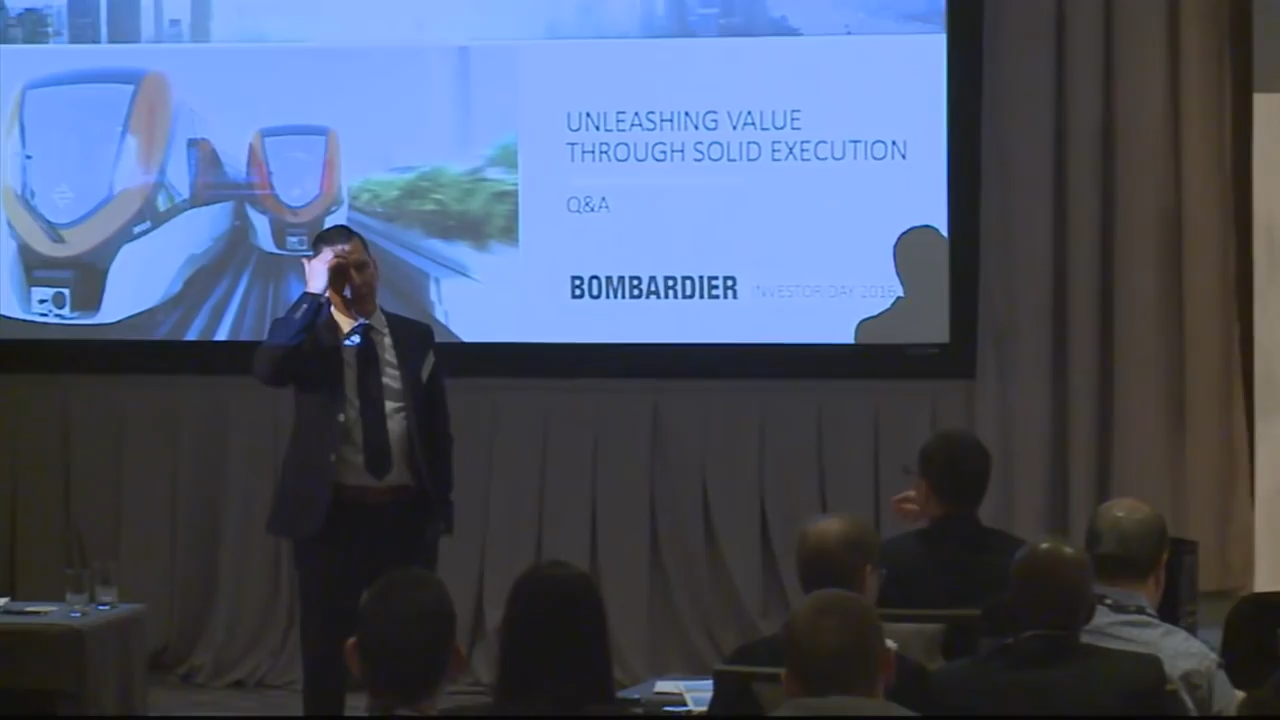 UNLEASHING VALUE
THROUGH SOLID EXECUTION
Q&A
BOMBARDIER INVESTOR DAY 2016